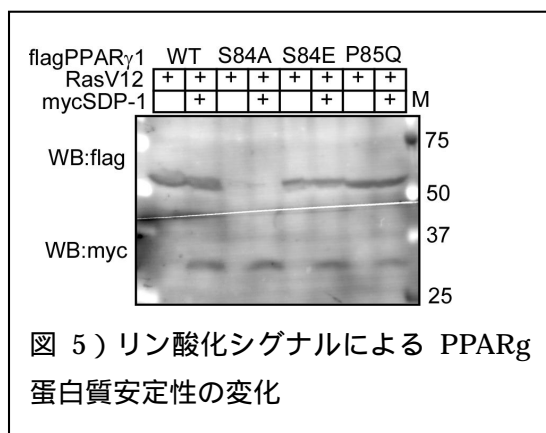 flagPPARγ1 WT S84A S84E P85Q
RasV12 + + + + + + + +
mycSDP-1 + + + + M
WB:flag
75
50
37
WB:myc
25
図 5）リン酸化シグナルによる PPARg
蛋白質安定性の変化